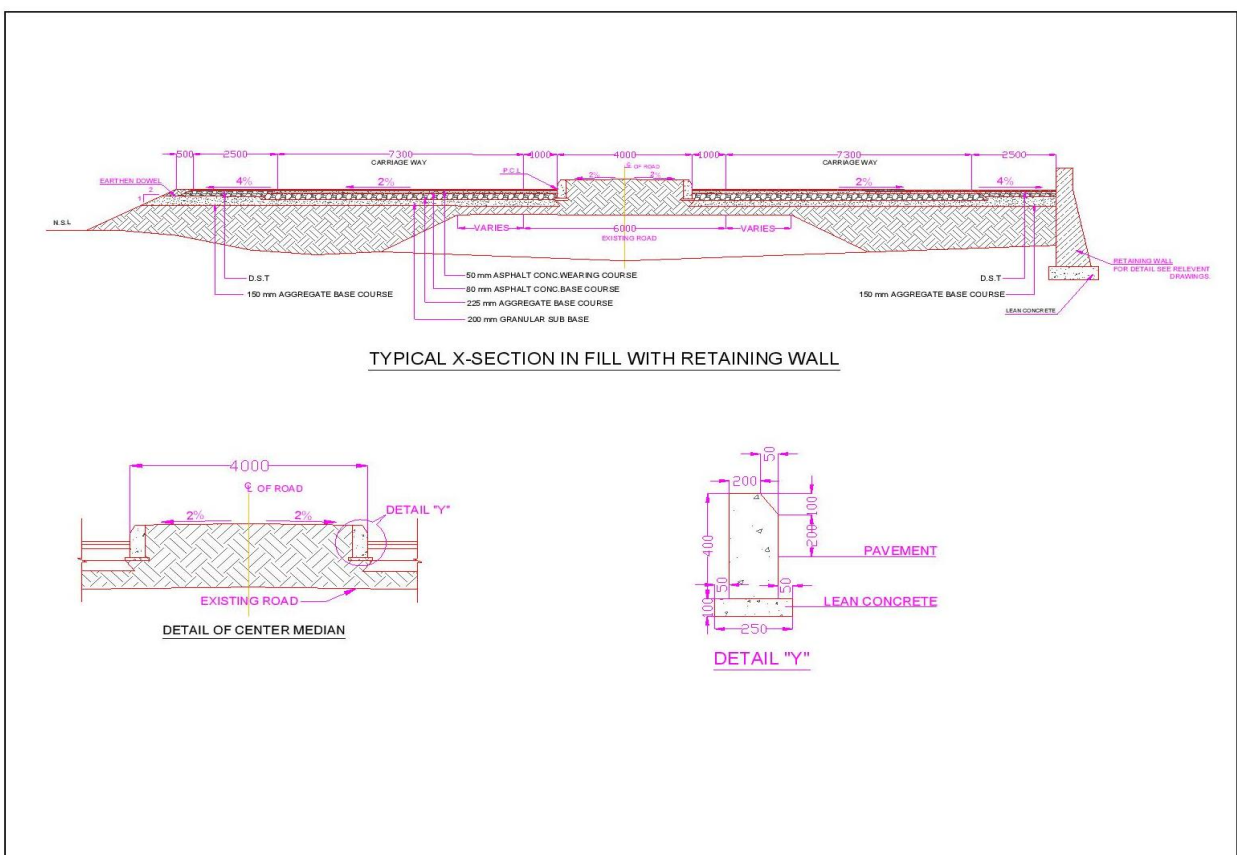 500 2500 7300 1000 4000 1000 7300 2500
CARRIAGE WAY ℄ OF ROAD CARRIAGE WAY
P.C.C
EARTHEN DOWEL
2
1
4% 2% 2% 2% 2% 4%
N.S.L
VARIES 6000 VARIES
EXISTING ROAD
D.S.T
150 mm AGGREGATE BASE COURSE
50 mm ASPHALT CONC.WEARING COURSE
80 mm ASPHALT CONC.BASE COURSE
225 mm AGGREGATE BASE COURSE
200 mm GRANULAR SUB BASE
D.S.T
150 mm AGGREGATE BASE COURSE
RETAINING WALL
FOR DETAIL SEE RELEVENT
DRAWINGS.
LEAN CONCRETE
TYPICAL X-SECTION IN FILL WITH RETAINING WALL
4000
℄ OF ROAD
2% 2%
DETAIL "Y"
EXISTING ROAD
DETAIL OF CENTER MEDIAN
50
200
100
400
200
PAVEMENT
50 50
LEAN CONCRETE
100
250
DETAIL "Y"